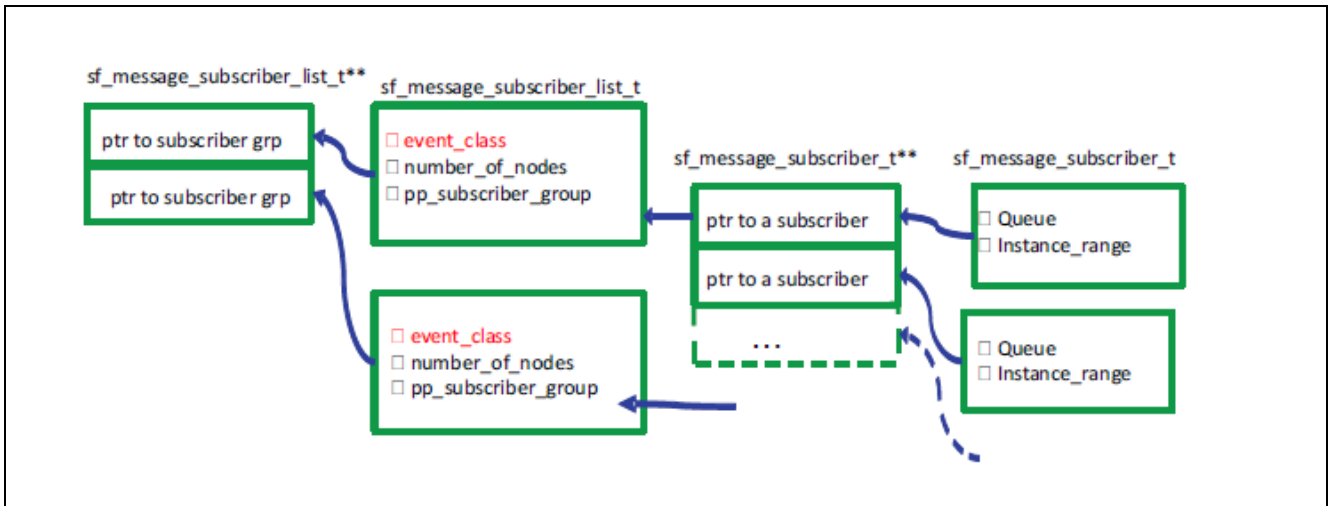 sf_message_subscriber_list_t**
ptr to subscriber grp
ptr to subscriber grp
sf_message_subscriber_list_t
□ event_class
□ number_of_nodes
□ pp_subscriber_group
□ event_class
□ number_of_nodes
□ pp_subscriber_group
sf_message_subscriber_t**
ptr to a subscriber
ptr to a subscriber
...
sf_message_subscriber_t
□ Queue
□ Instance_range
□ Queue
□ Instance_range